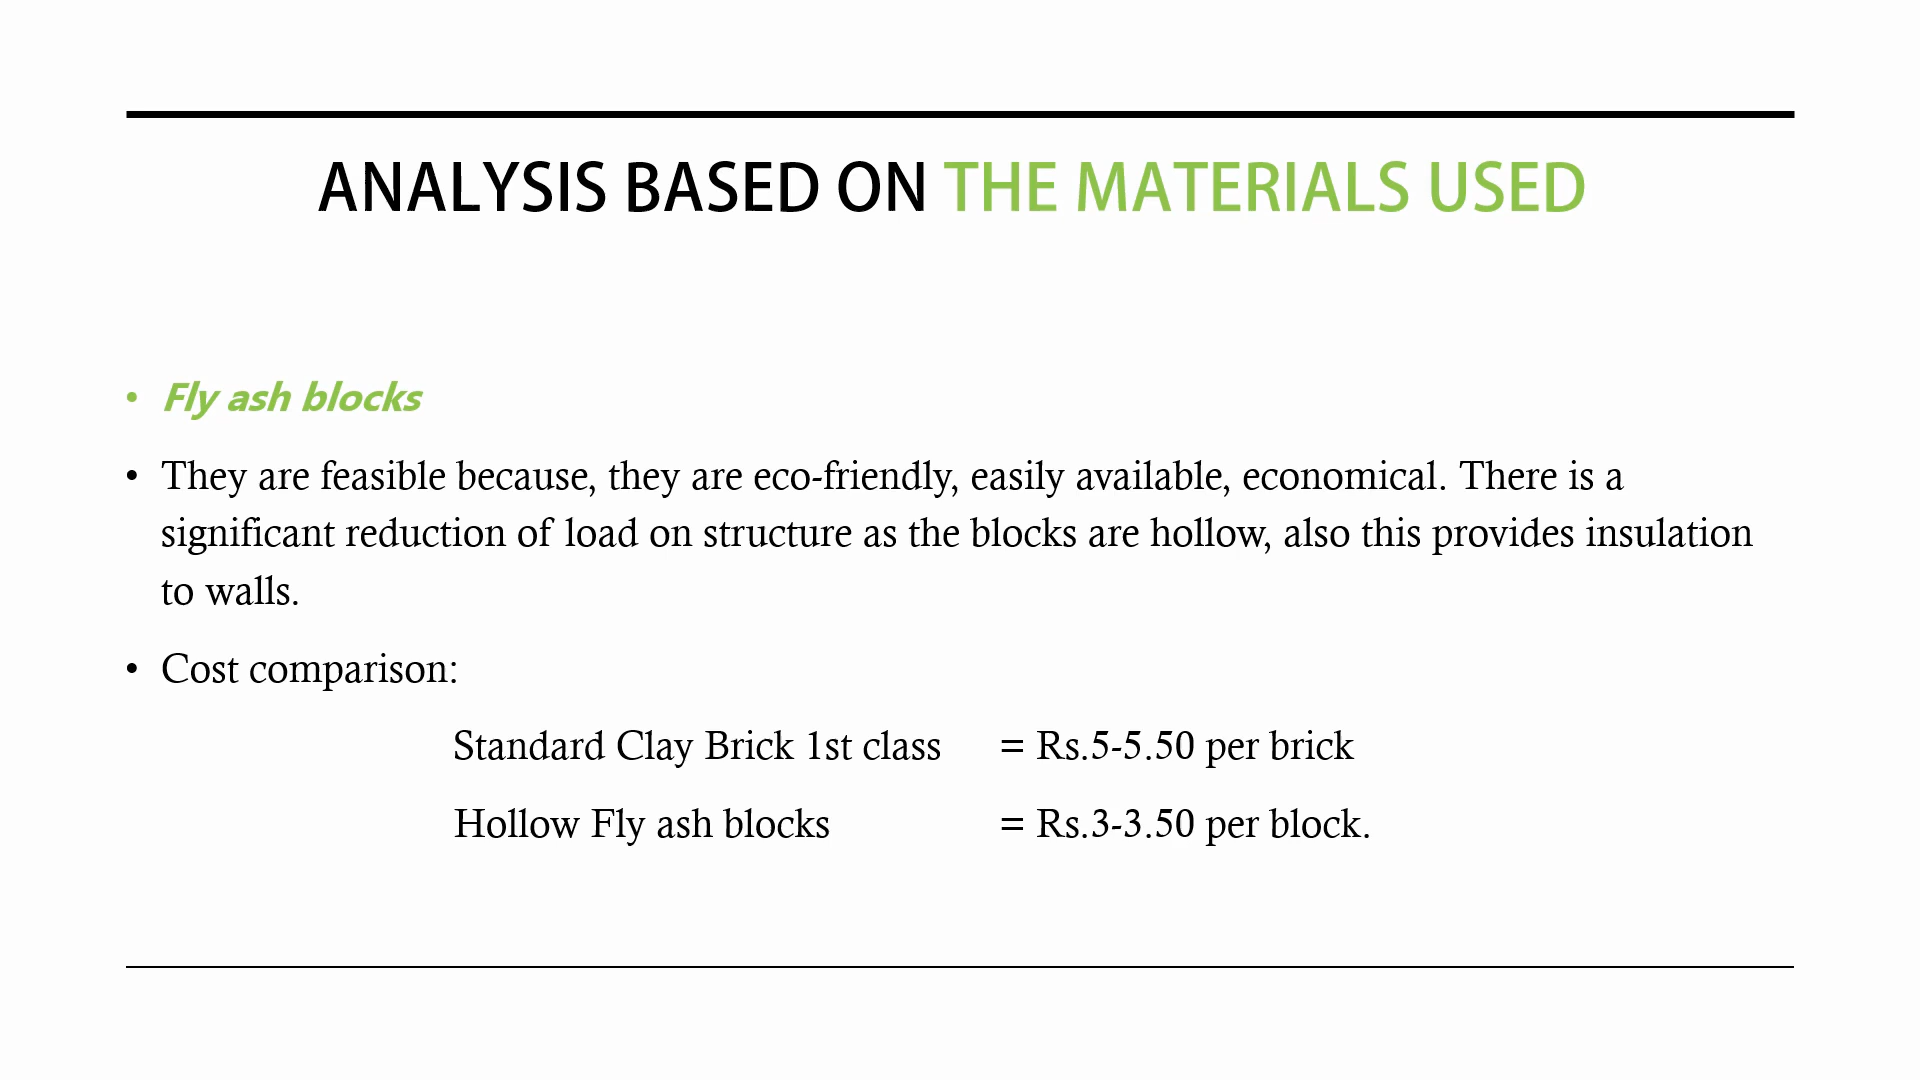 ANALYSIS BASED ON THE MATERIALS USED
• Fly ash blocks
• They are feasible because, they are eco-friendly, easily available, economical. There is a
significant reduction of load on structure as the blocks are hollow, also this provides insulation
to walls.
• Cost comparison:
Standard Clay Brick 1st class = Rs.5-5.50 per brick
Hollow Fly ash blocks = Rs.3-3.50 per block.